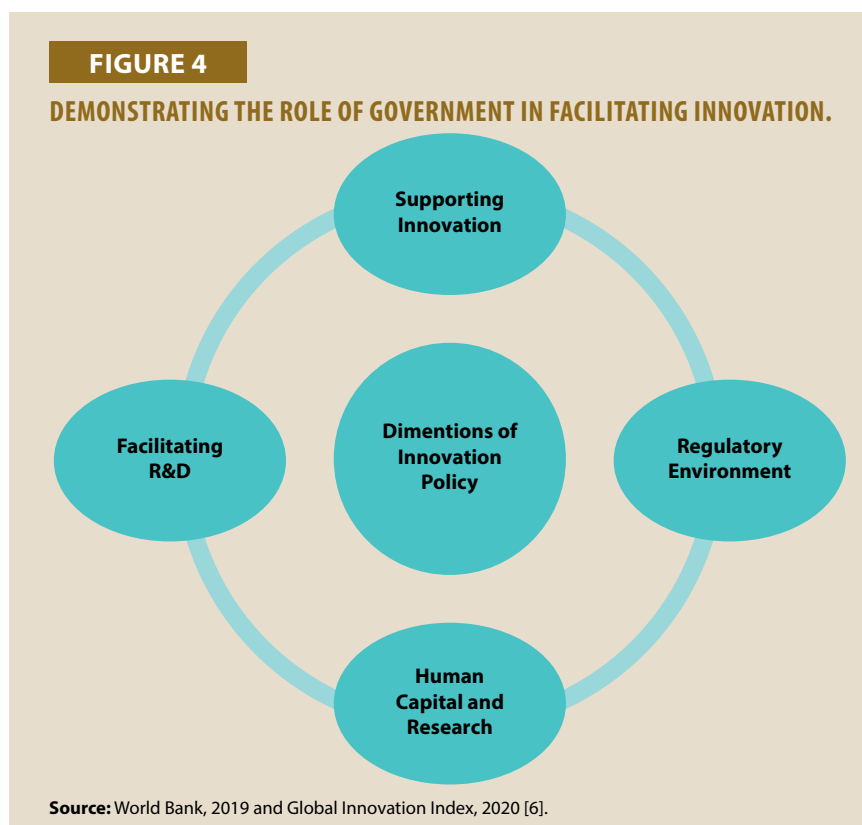 FIGURE 4
DEMONSTRATING THE ROLE OF GOVERNMENT IN FACILITATING INNOVATION.
Supporting
Innovation
Facilitating
R&D
Dimentions of
Innovation
Policy
Regulatory
Environment
Human
Capital and
Research
Source: World Bank, 2019 and Global Innovation Index, 2020 [6].